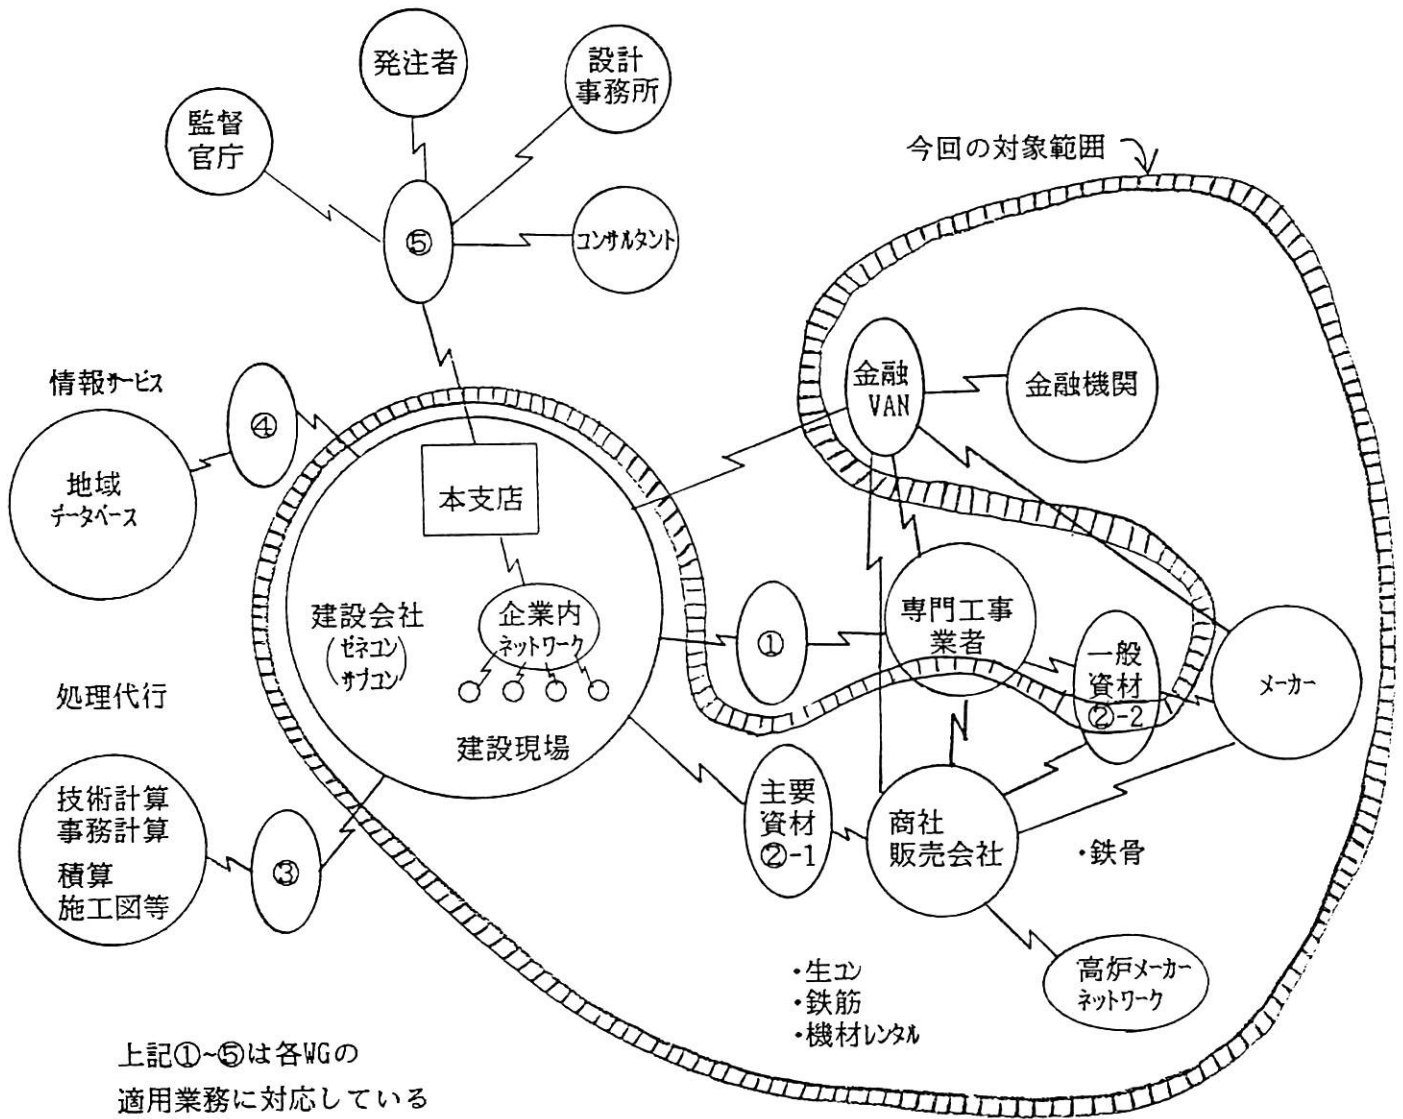 発注者
設計
事務所
監督
官庁
今回の対象範囲
⑤
コンサルタント
情報サービス
④
地域
データベース
金融
VAN
金融機関
本支店
建設会社
(ゼネコン
サブコン)
企業内
ネットワーク
建設現場
①
専門工事
業者
一般
資材
②-2
メーカー
処理代行
技術計算
事務計算
積算
施工図等
③
主要
資材
②-1
商社
販売会社
・鉄骨
高炉メーカー
ネットワーク
・生コン
・鉄筋
・機材レンタル
上記①~⑤は各WGの
適用業務に対応している